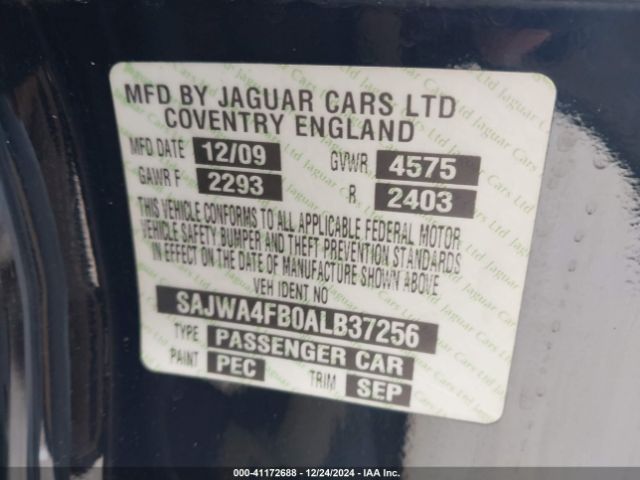 MFD BY JAGUAR CARS LTD
COVENTRY ENGLAND
MFD DATE 12/09 GVWR 4575
GAWR F 2293 R 2403
THIS VEHICLE CONFORMS TO ALL APPLICABLE FEDERAL MOTOR
VEHICLE SAFETY BUMPER AND THEFT PREVENTION STANDARDS
IN EFFECT ON THE DATE OF MANUFACTURE SHOWN ABOVE
VEH IDENT NO
SAJWA4FB0ALB37256
TYPE PASSENGER CAR
PAINT PEC TRIM SEP
000-41172688 - 12/24/2024 - IAA Inc.